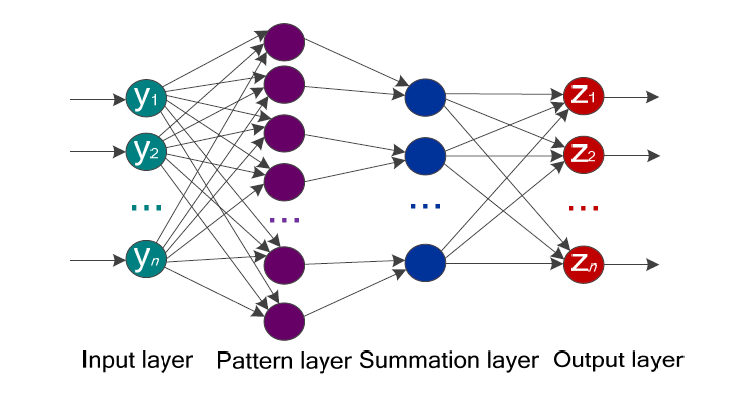 y1
y2
...
yn
...
...
z1
z2
...
zn
Input layer
Pattern layer
Summation layer
Output layer